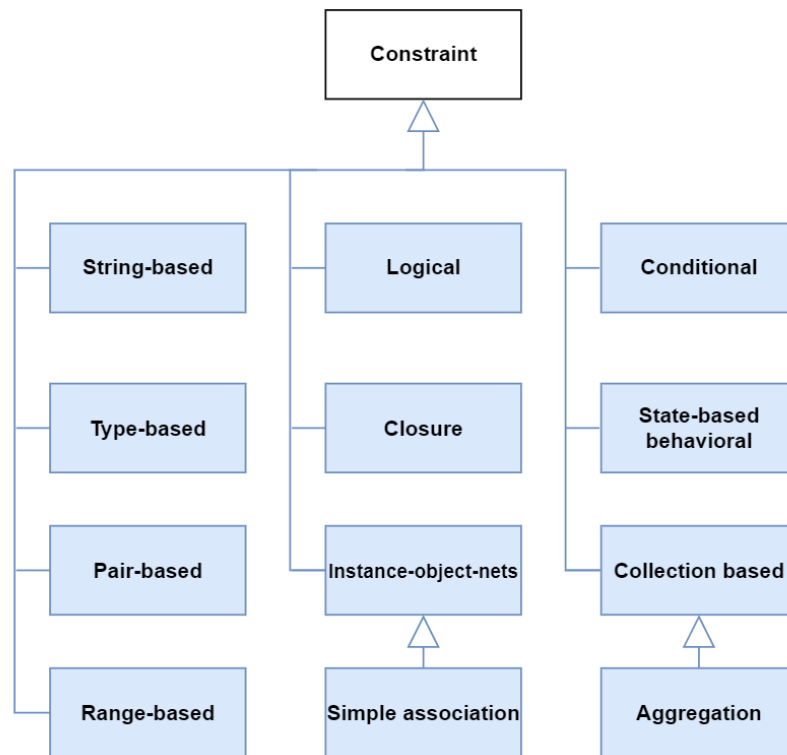 Constraint
String-based
Logical
Conditional
Type-based
Closure
State-based
behavioral
Pair-based
Instance-object-nets
Collection based
Range-based
Simple association
Aggregation